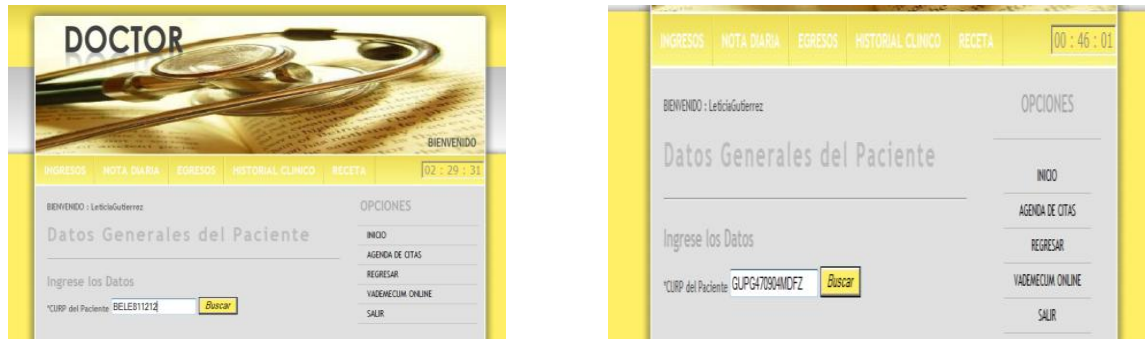 DOCTOR
BIENVENIDO
INGRESOS NOTA DIARIA EGRESOS HISTORIAL CLINICO RECETA 02 : 29 : 31
BIENVENIDO : LeticiaGutierrez
OPCIONES
Datos Generales del Paciente
INICIO
AGENDA DE CITAS
REGRESAR
VADEMECUM ONLINE
SALIR
Ingrese los Datos
*CURP del Paciente BELE811212 Buscar
INGRESOS NOTA DIARIA EGRESOS HISTORIAL CLINICO RECETA 00 : 46 : 01
BIENVENIDO : LeticiaGutierrez
OPCIONES
Datos Generales del Paciente
INICIO
AGENDA DE CITAS
REGRESAR
VADEMECUM ONLINE
SALIR
Ingrese los Datos
*CURP del Paciente GUPG470904MDFZ Buscar